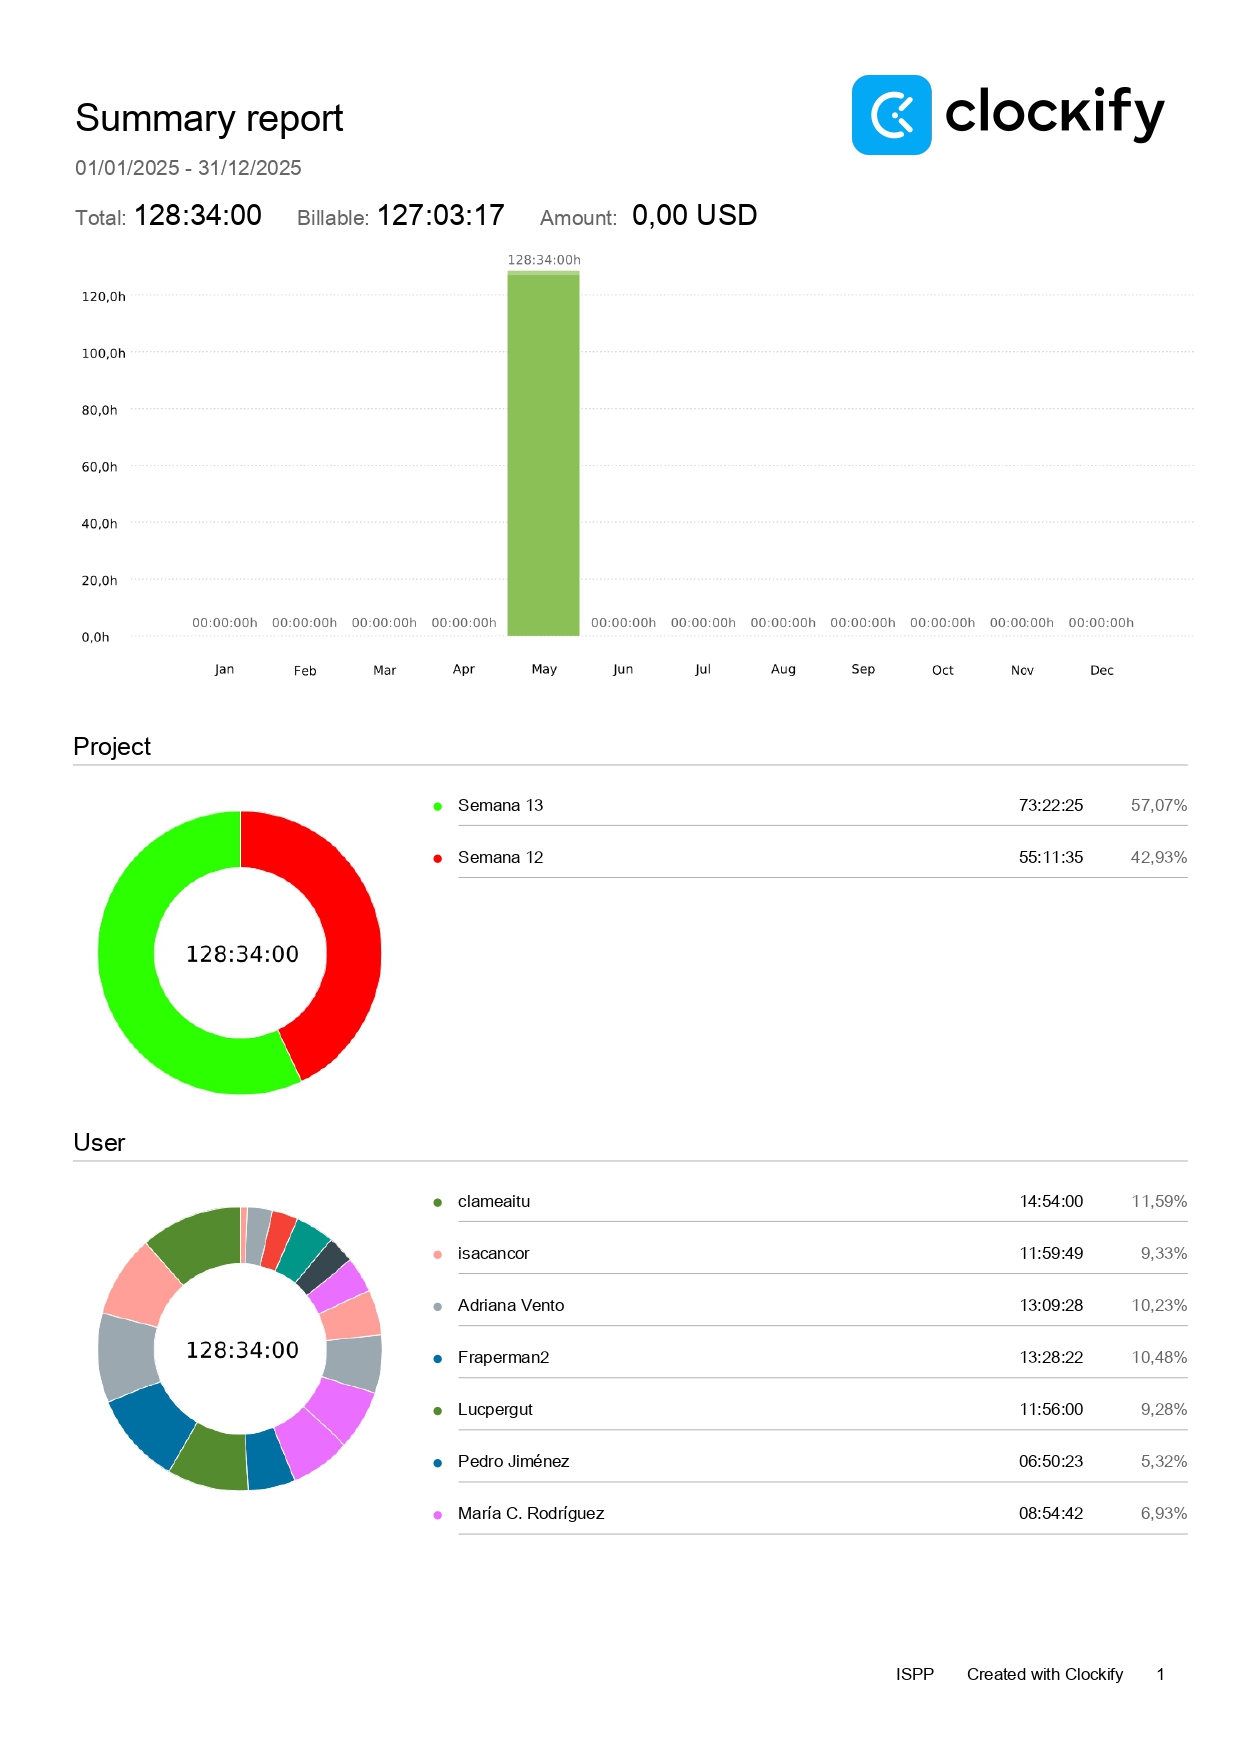 Summary report
clockify
01/01/2025 - 31/12/2025
Total: 128:34:00 Billable: 127:03:17 Amount: 0,00 USD
128:34:00h
120,0h
100,0h
80,0h
60,0h
40,0h
20,0h
00:00:00h 00:00:00h 00:00:00h 00:00:00h 00:00:00h 00:00:00h 00:00:00h 00:00:00h 00:00:00h 00:00:00h 00:00:00h
0,0h
Jan Feb Mar Apr May Jun Jul Aug Sep Oct Nov Dec
Project
Semana 13 73:22:25 57,07%
Semana 12 55:11:35 42,93%
128:34:00
User
clameaitu 14:54:00 11,59%
isacancor 11:59:49 9,33%
Adriana Vento 13:09:28 10,23%
128:34:00
Fraperman2 13:28:22 10,48%
Lucpergut 11:56:00 9,28%
Pedro Jiménez 06:50:23 5,32%
María C. Rodríguez 08:54:42 6,93%
ISPP Created with Clockify 1